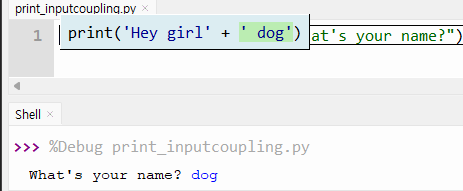 print_inputcoupling.py ×
1 print('Hey girl' + ' dog') at's your name?")
Shell ×
>>> %Debug print_inputcoupling.py
What's your name? dog